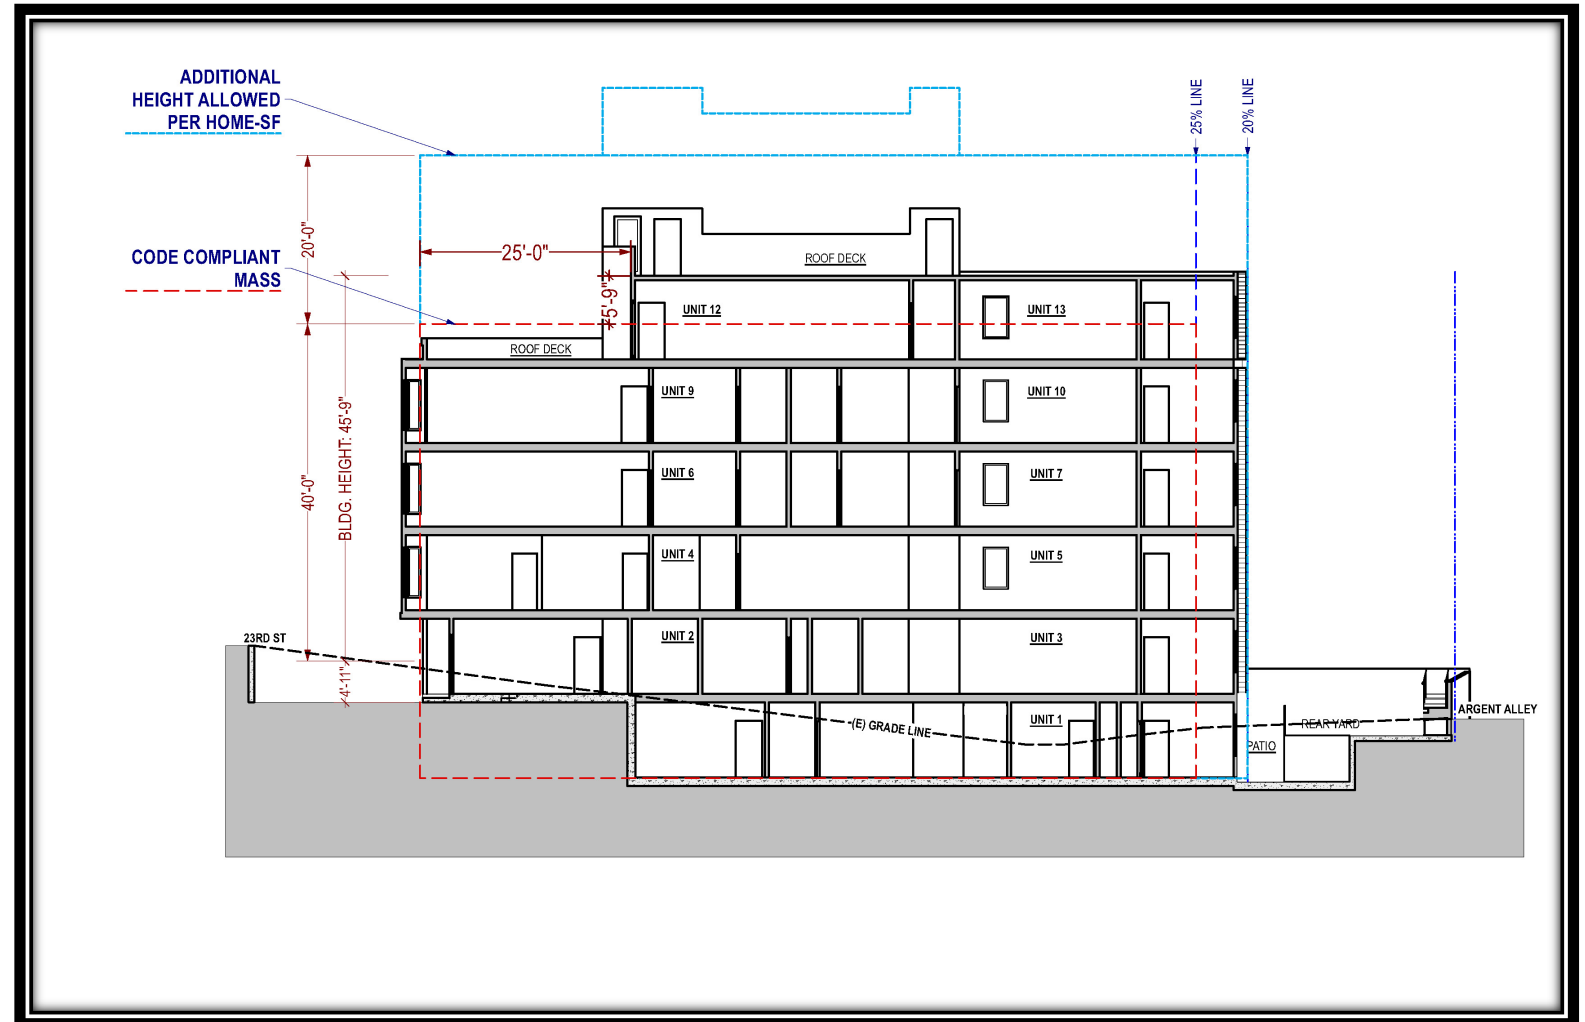 ADDITIONAL
HEIGHT ALLOWED
PER HOME-SF
25% LINE
20% LINE
20'-0"
CODE COMPLIANT
MASS
25'-0"
5'-9"
ROOF DECK
UNIT 12
UNIT 13
ROOF DECK
UNIT 9
UNIT 10
40'-0"
BLDG. HEIGHT: 45'-9"
UNIT 6
UNIT 7
UNIT 4
UNIT 5
23RD ST
UNIT 2
UNIT 3
4'-11"
(E) GRADE LINE
UNIT 1
REAR YARD
ARGENT ALLEY
PATIO